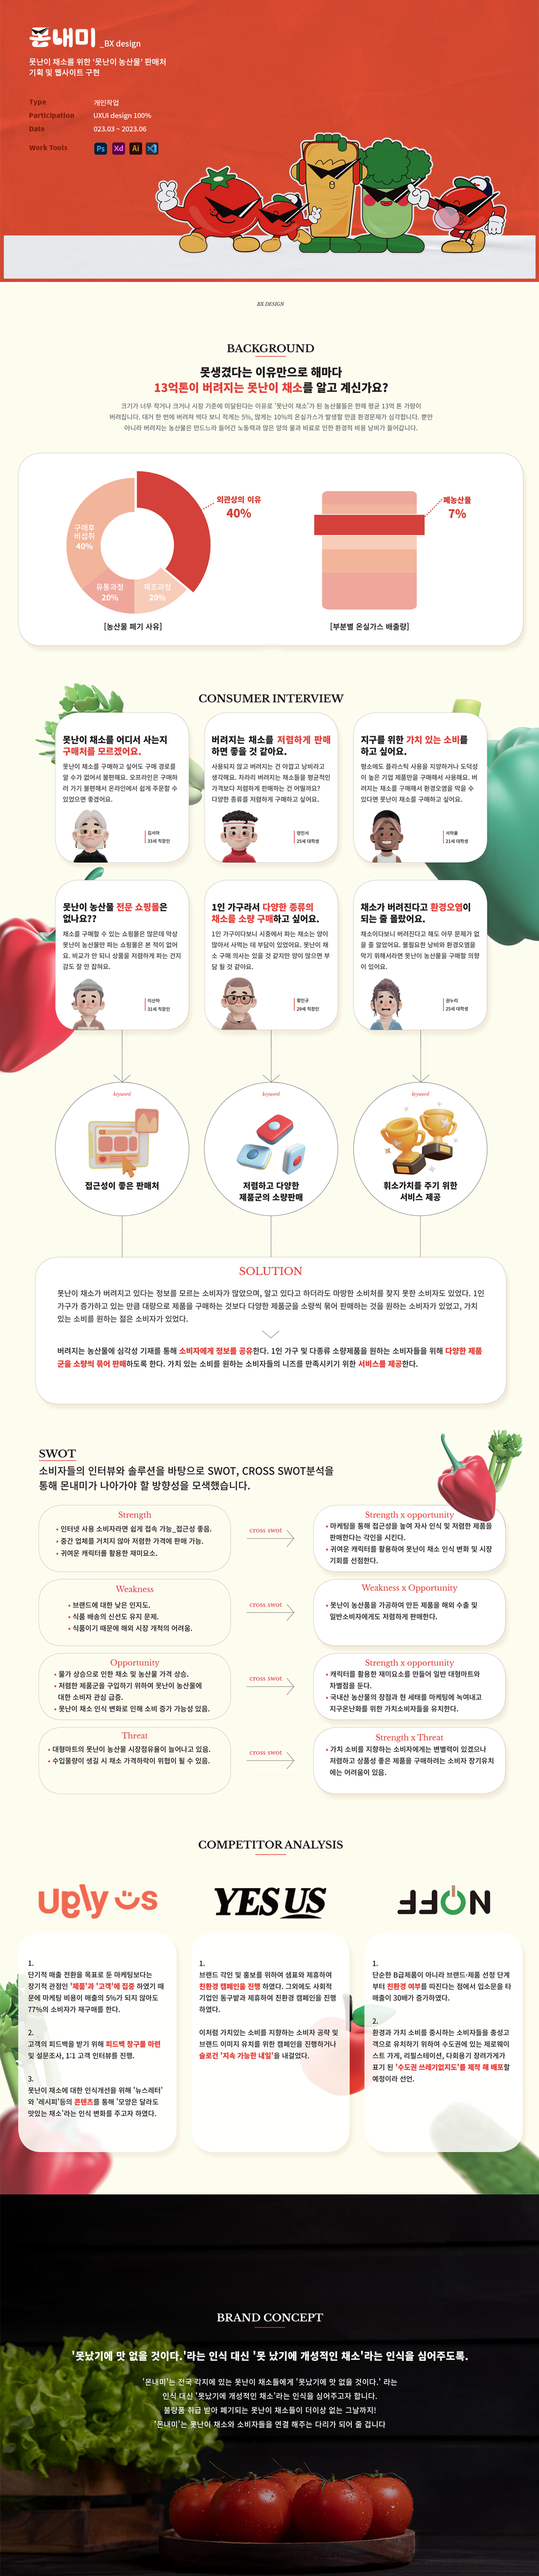 몬내미 _BX design
못난이 채소를 위한 '못난이 농산물' 판매처
기획 및 웹사이트 구현
Type 개인작업
Participation UXUI design 100%
Date 023.03 ~ 2023.06
Work Tools Ps Xd Ai
BX DESIGN
BACKGROUND
못생겼다는 이유만으로 해마다
13억톤이 버려지는 못난이 채소를 알고 계신가요?
크기가 너무 작거나 크거나 시장 기준에 미달된다는 이유로 '못난이 채소'가 된 농산물들은 한해 평균 13억 톤 가량이
버려집니다. 대거 한 번에 버려져 썩다 보니 적게는 5%, 많게는 10%의 온실가스가 발생할 만큼 환경문제가 심각합니다. 뿐만
아니라 버려지는 농산물은 만드느라 들어간 노동력과 많은 양의 물과 비료로 인한 환경적 비용 낭비가 들어갑니다.
외관상의 이유
40%
구매후
비섭취
40%
유통과정
20%
제조과정
20%
[농산물 폐기 사유]
폐농산물
7%
[부분별 온실가스 배출량]
CONSUMER INTERVIEW
못난이 채소를 어디서 사는지
구매처를 모르겠어요.
못난이 채소를 구매하고 싶어도 구매 경로를
알 수가 없어서 불편해요. 오프라인은 구매하
러 가기 불편해서 온라인에서 쉽게 주문할 수
있었으면 좋겠어요.
김서아
33세 직장인
버려지는 채소를 저렴하게 판매
하면 좋을 것 같아요.
사용되지 않고 버려지는 건 아깝고 낭비라고
생각해요. 차라리 버려지는 채소들을 평균적인
가격보다 저렴하게 판매하는 건 어떨까요?
다양한 종류를 저렴하게 구매하고 싶어요.
25세 대학생
지구를 위한 가치 있는 소비를
하고 싶어요.
평소에도 플라스틱 사용을 지양하거나 도덕성
이 높은 기업 제품만을 구매해서 사용해요. 버
려지는 채소를 구매해서 환경오염을 막을 수
있다면 못난이 채소를 구매하고 싶어요.
서하율
21세 대학생
못난이 농산물 전문 쇼핑몰은
없나요??
채소를 구매할 수 있는 쇼핑몰은 많은데 막상
못난이 농산물만 파는 쇼핑몰은 본 적이 없어
요. 비교가 안 되니 상품을 저렴하게 파는 건지
감도 잘 안 잡혀요.
31세 직장인
1인 가구라서 다양한 종류의
채소를 소량 구매하고 싶어요.
1인 가구이다보니 시중에서 파는 채소는 양이
많아서 사먹는 데 부담이 있었어요. 못난이 채
소 구매 의사는 있을 것 같지만 양이 많으면 부
담 될 것 같아요.
황민규
29세 직장인
채소가 버려진다고 환경오염이
되는 줄 몰랐어요.
채소이다보니 버려진다고 해도 아무 문제가 없
을 줄 알았어요. 불필요한 낭비와 환경오염을
막기 위해서라면 못난이 농산물을 구매할 의향
이 있어요.
권누리
25세 대학생
keyword
접근성이 좋은 판매처
keyword
저렴하고 다양한
제품군의 소량판매
keyword
휘소가치를 주기 위한
서비스 제공
SOLUTION
못난이 채소가 버려지고 있다는 정보를 모르는 소비자가 많았으며, 알고 있다고 하더라도 마땅한 소비처를 찾지 못한 소비자도 있었다. 1인
가구가 증가하고 있는 만큼 대량으로 제품을 구매하는 것보다 다양한 제품군을 소량씩 묶어 판매하는 것을 원하는 소비자가 있었고, 가치
있는 소비를 원하는 젊은 소비자가 있었다.
버려지는 농산물에 심각성 기재를 통해 소비자에게 정보를 공유한다. 1인 가구 및 다종류 소량제품을 원하는 소비자들을 위해 다양한 제품
군을 소량씩 묶어 판매하도록 한다. 가치 있는 소비를 원하는 소비자들의 니즈를 만족시키기 위한 서비스를 제공한다.
SWOT
소비자들의 인터뷰와 솔루션을 바탕으로 SWOT, CROSS SWOT분석을
통해 몬내미가 나아가야 할 방향성을 모색했습니다.
Strength
• 인터넷 사용 소비자라면 쉽게 접속 가능_접근성 좋음.
• 중간 업체를 거치지 않아 저렴한 가격에 판매 가능.
• 귀여운 캐릭터를 활용한 재미요소.
cross swot
Strength x opportunity
• 마케팅을 통해 접근성을 높여 자사 인식 및 저렴한 제품을
판매한다는 각인을 시킨다.
• 귀여운 캐릭터를 활용하여 못난이 채소 인식 변화 및 시장
기회를 선점한다.
Weakness
• 브랜드에 대한 낮은 인지도.
• 식품 배송의 신선도 유지 문제.
• 식품이기 때문에 해외 시장 개척의 어려움.
cross swot
Weakness x Opportunity
• 못난이 농산물을 가공하여 만든 제품을 해외 수출 및
일반소비자에게도 저렴하게 판매한다.
Opportunity
• 물가 상승으로 인한 채소 및 농산물 가격 상승.
• 저렴한 제품군을 구입하기 위하여 못난이 농산물에
대한 소비자 관심 급증.
• 못난이 채소 인식 변화로 인해 소비 증가 가능성 있음.
cross swot
Strength x opportunity
• 캐릭터를 활용한 재미요소를 만들어 일반 대형마트와
차별점을 둔다.
• 국내산 농산물의 장점과 현 세태를 마케팅에 녹여내고
지구온난화를 위한 가치소비자들을 유치한다.
Threat
• 대형마트의 못난이 농산물 시장점유율이 늘어나고 있음.
• 수입물량이 생길 시 채소 가격하락이 위협이 될 수 있음.
cross swot
Strength x Threat
• 가치 소비를 지향하는 소비자에게는 변별력이 있겠으나
저렴하고 상품성 좋은 제품을 구매하려는 소비자 장기유치
에는 어려움이 있음.
COMPETITOR ANALYSIS
Ugly us
YES US
NOFF
1.
단기적 매출 전환을 목표로 둔 마케팅보다는
장기적 관점인 '제품'과 '고객'에 집중 하였기 때
문에 마케팅 비용이 매출의 5%가 되지 않아도
77%의 소비자가 재구매를 한다.
2.
고객의 피드백을 받기 위해 피드백 창구를 마련
및 설문조사, 1:1 고객 인터뷰를 진행.
3.
못난이 채소에 대한 인식개선을 위해 '뉴스레터'
와 '레시피'등의 콘텐츠를 통해 '모양은 달라도
맛있는 채소'라는 인식 변화를 주고자 하였다.
1.
브랜드 각인 및 홍보를 위하여 샘표와 제휴하여
친환경 캠페인을 진행 하였다. 그외에도 사회적
기업인 동구밭과 제휴하여 친환경 캠페인을 진행
하였다.
이처럼 가치있는 소비를 지향하는 소비자 공략 및
브랜드 이미지 유치를 위한 캠페인을 진행하거나
슬로건 '지속 가능한 내일'을 내걸었다.
1.
단순한 B급제품이 아니라 브랜드·제품 선정 단계
부터 친환경 여부를 따진다는 점에서 입소문을 타
매출이 30배가 증가하였다.
2.
환경과 가치 소비를 중시하는 소비자들을 충성고
객으로 유치하기 위하여 수도권에 있는 제로웨이
스트 가게, 리필스테이션, 다회용기 장려가게가
표기 된 '수도권 쓰레기없지도'를 제작 해 배포할
예정이라 선언.
BRAND CONCEPT
'못났기에 맛 없을 것이다.'라는 인식 대신 '못 났기에 개성적인 채소'라는 인식을 심어주도록.
'몬내미'는 전국 각지에 있는 못난이 채소들에게 '못났기에 맛 없을 것이다.' 라는
인식 대신 '못났기에 개성적인 채소'라는 인식을 심어주고자 합니다.
불량품 취급 받아 폐기되는 못난이 채소들이 더이상 없는 그날까지!
'몬내미'는 못난이 채소와 소비자들을 연결 해주는 다리가 되어 줄 겁니다